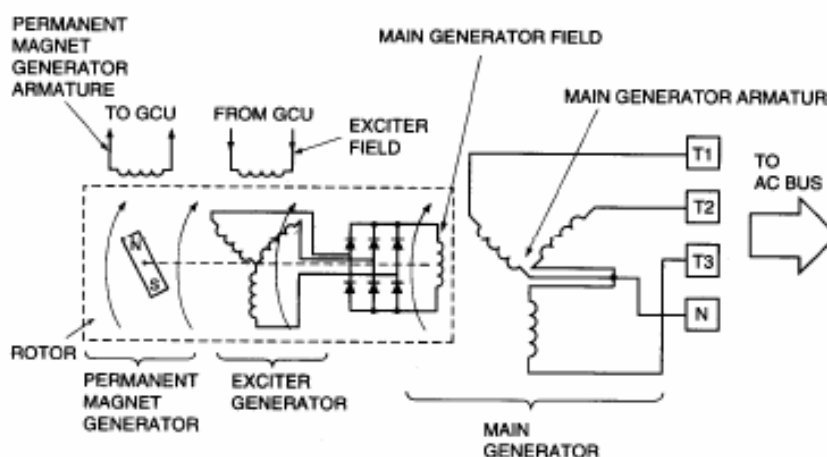 PERMANENT
MAGNET
GENERATOR
ARMATURE
TO GCU
FROM GCU
EXCITER
FIELD
MAIN GENERATOR FIELD
MAIN GENERATOR ARMATUR
T1
T2
T3
N
TO
AC BUS
N
S
ROTOR
PERMANENT
MAGNET
GENERATOR
EXCITER
GENERATOR
MAIN
GENERATOR